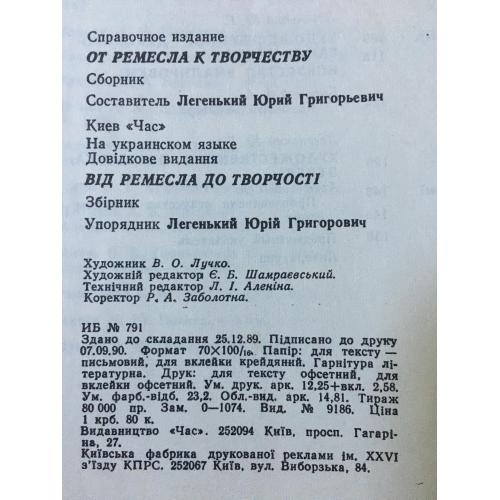 Справочное издание
ОТ РЕМЕСЛА К ТВОРЧЕСТВУ
Сборник
Составитель Легенький Юрий Григорьевич
Киев «Час»
На украинском языке
Довідкове видання
ВІД РЕМЕСЛА ДО ТВОРЧОСТІ
Збірник
Упорядник Легенький Юрій Григорович
Художник В. О. Лучко.
Художній редактор Є. Б. Шамраєвський.
Технічний редактор Л. І. Аленіна.
Коректор Р. А. Заболотна.
ИБ № 791
Здано до складання 25.12.89. Підписано до друку
07.09.90. Формат 70×100/16. Папір: для тексту —
письмовий, для вклейки крейдяний. Гарнітура лі-
тературна. Друк: для тексту офсетний, для
вклейки офсетний. Ум. друк. арк. 12,25+вкл. 2,58.
Ум. фарб.-відб. 23,2. Обл.-вид. арк. 14,81. Тираж
80 000 пр. Зам. 0—1074. Вид. № 9186. Ціна
1 крб. 80 к.
Видавництво «Час». 252094 Київ, просп. Гагарі-
на, 27.
Київська фабрика друкованої реклами ім. XXVI
з'їзду КПРС. 252067 Київ, вул. Виборзька, 84.